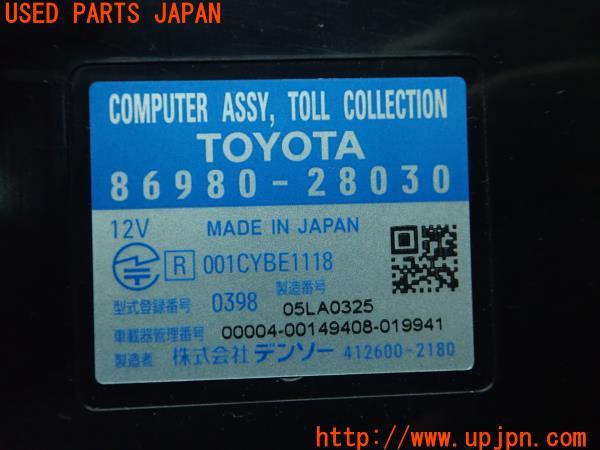 USED PARTS JAPAN
COMPUTER ASSY, TOLL COLLECTION
TOYOTA
86980-28030
12V MADE IN JAPAN
R 001CYBE1118
型式登録番号 0398 製造番号 05LA0325
車載器管理番号 00004-00149408-019941
製造者 株式会社デンソー 412600-2180
http://www.upjpn.com/